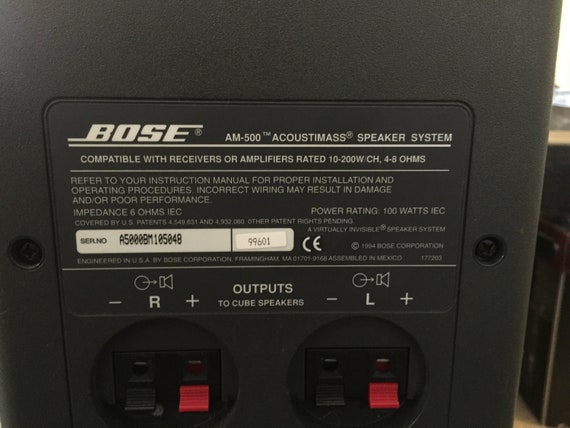 BOSE® AM-500™ ACOUSTIMASS® SPEAKER SYSTEM
COMPATIBLE WITH RECEIVERS OR AMPLIFIERS RATED 10-200W/CH, 4-8 OHMS
REFER TO YOUR INSTRUCTION MANUAL FOR PROPER INSTALLATION AND
OPERATING PROCEDURES. INCORRECT WIRING MAY RESULT IN DAMAGE
AND/OR POOR PERFORMANCE.
IMPEDANCE 6 OHMS IEC POWER RATING: 100 WATTS IEC
COVERED BY U.S. PATENTS 4,549,631 AND 4,932,060. OTHER PATENT RIGHTS PENDING.
A VIRTUALLY INVISIBLE® SPEAKER SYSTEM
SER.NO A5000BM105048 99601 CE © 1994 BOSE CORPORATION
ENGINEERED IN U.S.A. BY BOSE CORPORATION, FRAMINGHAM, MA 01701-9168 ASSEMBLED IN MEXICO 177203
OUTPUTS
− R + TO CUBE SPEAKERS − L +